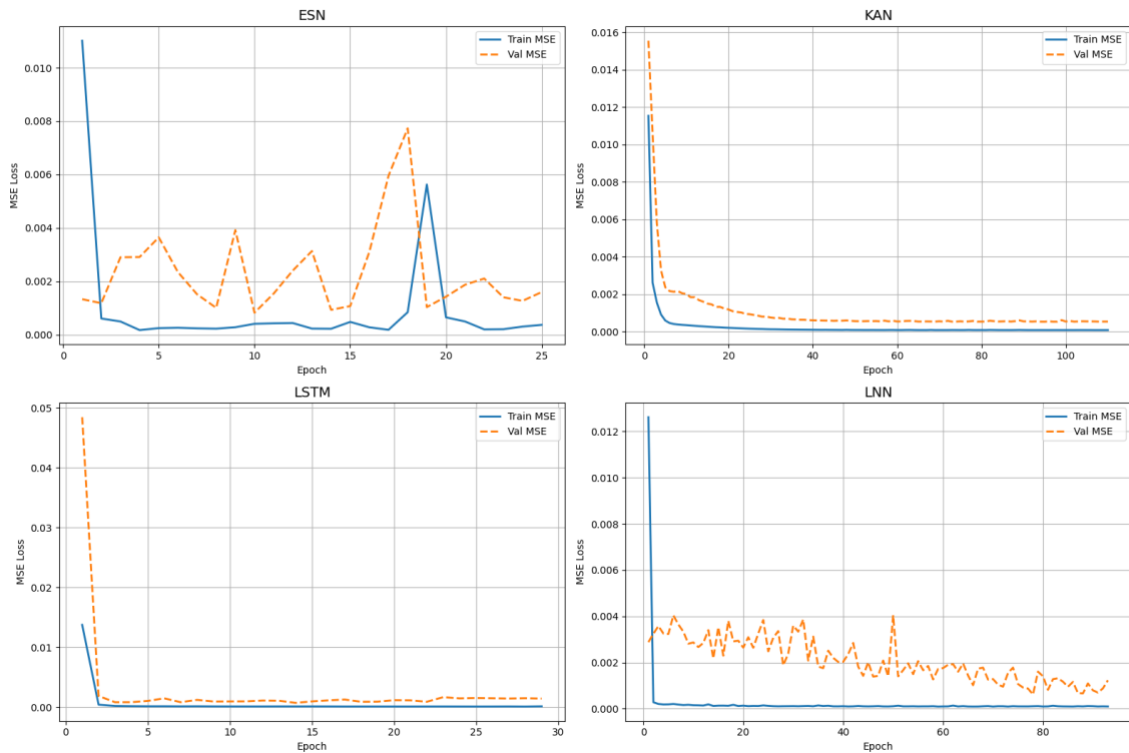 ESN
0.010
0.008
0.006
0.004
0.002
0.000
MSE Loss
0 5 10 15 20 25
Epoch
Train MSE
Val MSE
KAN
0.016
0.014
0.012
0.010
0.008
0.006
0.004
0.002
0.000
MSE Loss
0 20 40 60 80 100
Epoch
Train MSE
Val MSE
LSTM
0.05
0.04
0.03
0.02
0.01
0.00
MSE Loss
0 5 10 15 20 25 30
Epoch
Train MSE
Val MSE
LNN
0.012
0.010
0.008
0.006
0.004
0.002
0.000
MSE Loss
0 20 40 60 80
Epoch
Train MSE
Val MSE